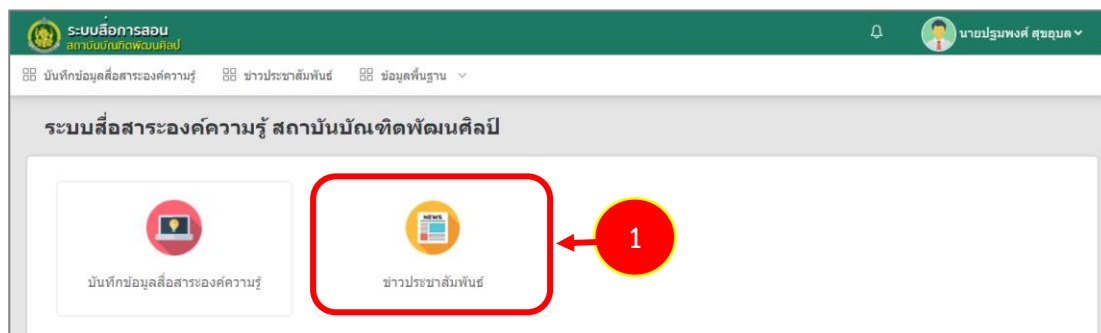 ระบบสื่อการสอน
สถาบันบัณฑิตพัฒนศิลป์
นายปฐมพงศ์ สุขอุบล
บันทึกข้อมูลสื่อสาระองค์ความรู้
ข่าวประชาสัมพันธ์
ข้อมูลพื้นฐาน
ระบบสื่อสาระองค์ความรู้ สถาบันบัณฑิตพัฒนศิลป์
NEWS
บันทึกข้อมูลสื่อสาระองค์ความรู้
ข่าวประชาสัมพันธ์
1